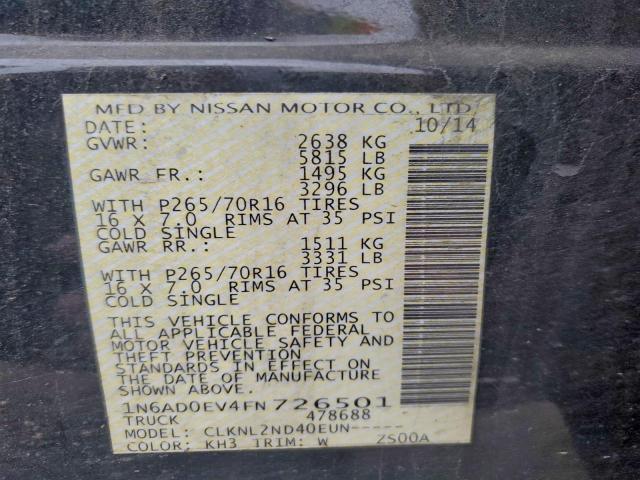 MFD BY NISSAN MOTOR CO., LTD
DATE: 10/14
GVWR: 2638 KG
5815 LB
GAWR FR.: 1495 KG
3296 LB
WITH P265/70R16 TIRES
16 X 7.0 RIMS AT 35 PSI
COLD SINGLE
GAWR RR.: 1511 KG
3331 LB
WITH P265/70R16 TIRES
16 X 7.0 RIMS AT 35 PSI
COLD SINGLE
THIS VEHICLE CONFORMS TO
ALL APPLICABLE FEDERAL
MOTOR VEHICLE SAFETY AND
THEFT PREVENTION
STANDARDS IN EFFECT ON
THE DATE OF MANUFACTURE
SHOWN ABOVE.
1N6AD0EV4FN726501
TRUCK 478688
MODEL: CLKNL2ND40EUN-----
COLOR: KH3 TRIM: W ZS00A